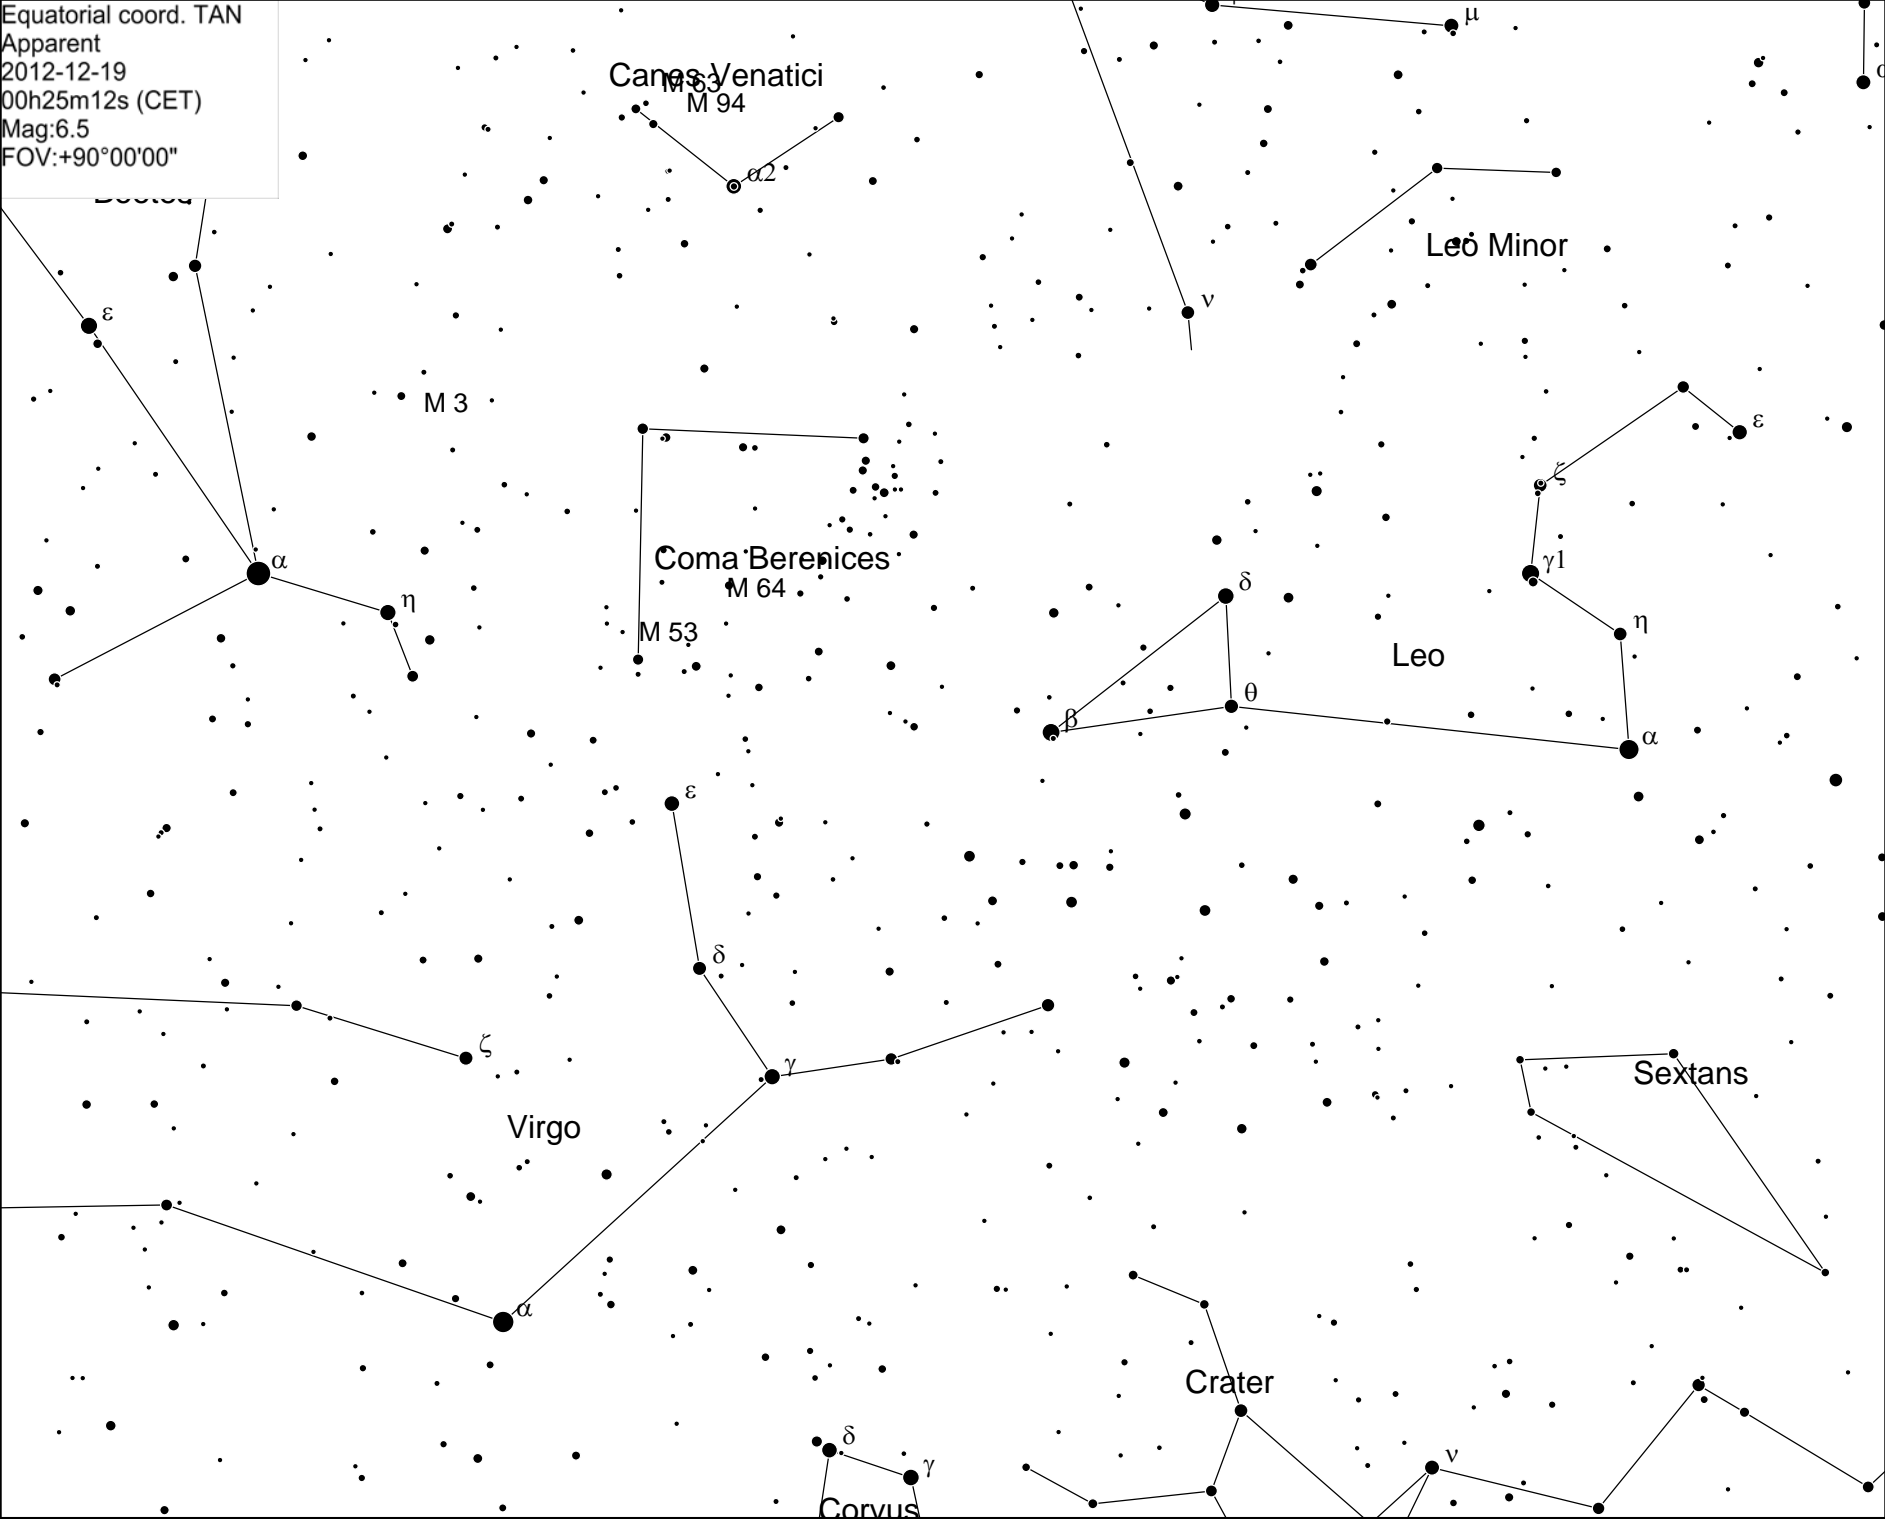 Equatorial coord. TAN
Apparent
2012-12-19
00h25m12s (CET)
Mag:6.5
FOV:+90°00'00"
μ
Canes Venatici
M 63
M 94
α2
Leo Minor
ν
ε
M 3
ε
ζ
Coma Berenices
α
γ1
δ
M 64
η
η
M 53
Leo
θ
β
α
ε
δ
ζ
γ
Sextans
Virgo
α
Crater
δ
ν
γ
Corvus